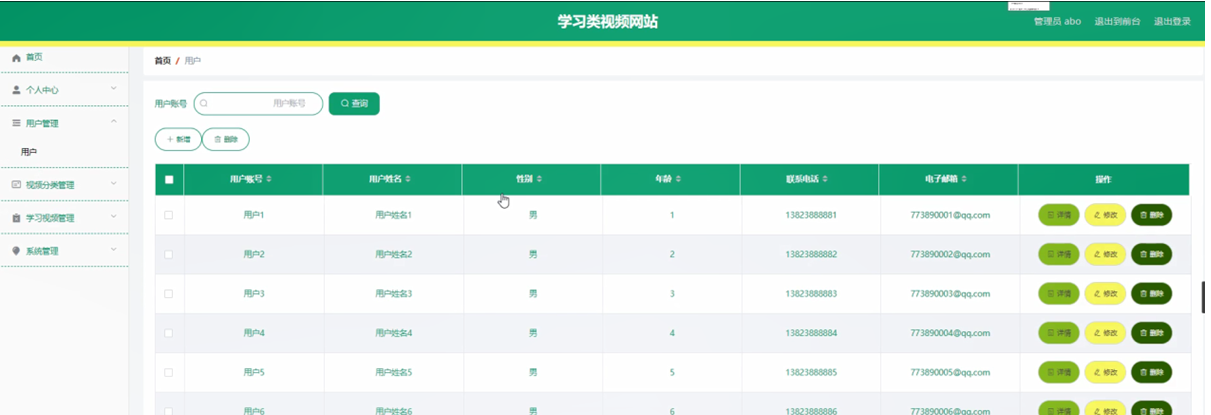 学习类视频网站
管理员 abo 退出到前台 退出登录
首页
个人中心
用户管理
用户
视频分类管理
学习视频管理
系统管理
首页 / 用户
用户账号 用户账号 查询
新增 删除
用户账号 用户姓名 性别 年龄 联系电话 电子邮箱 操作
用户1 用户姓名1 男 1 13823888881 773890001@qq.com 详情 修改 删除
用户2 用户姓名2 男 2 13823888882 773890002@qq.com 详情 修改 删除
用户3 用户姓名3 男 3 13823888883 773890003@qq.com 详情 修改 删除
用户4 用户姓名4 男 4 13823888884 773890004@qq.com 详情 修改 删除
用户5 用户姓名5 男 5 13823888885 773890005@qq.com 详情 修改 删除
用户6 用户姓名6 男 6 13823888886 773890006@qq.com 详情 修改 删除